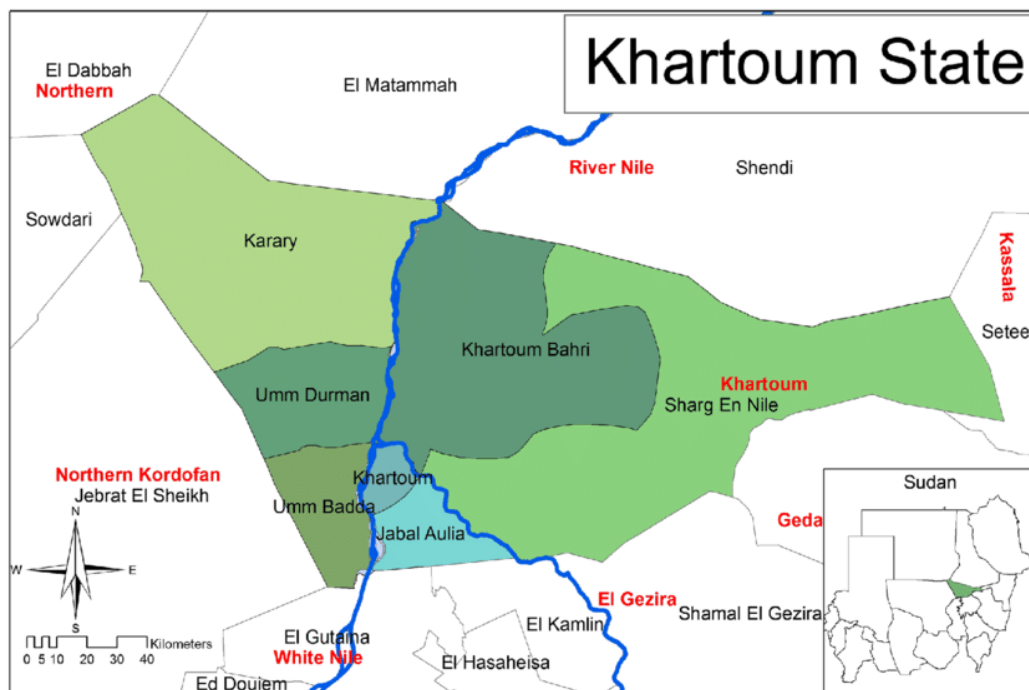 Khartoum State
El Dabbah
Northern
El Matammah
River Nile
Shendi
Sowdari
Karary
Kassala
Setee
Khartoum Bahri
Umm Durman
Khartoum
Sharg En Nile
Northern Kordofan
Jebrat El Sheikh
Khartoum
Umm Badda
Jabal Aulia
Sudan
Geda
N
W
E
S
Kilometers
0 5 10 20 30 40
El Gezira
Shamal El Gezira
El Kamlin
El Gutaina
White Nile
El Hasaheisa
Ed Douiem